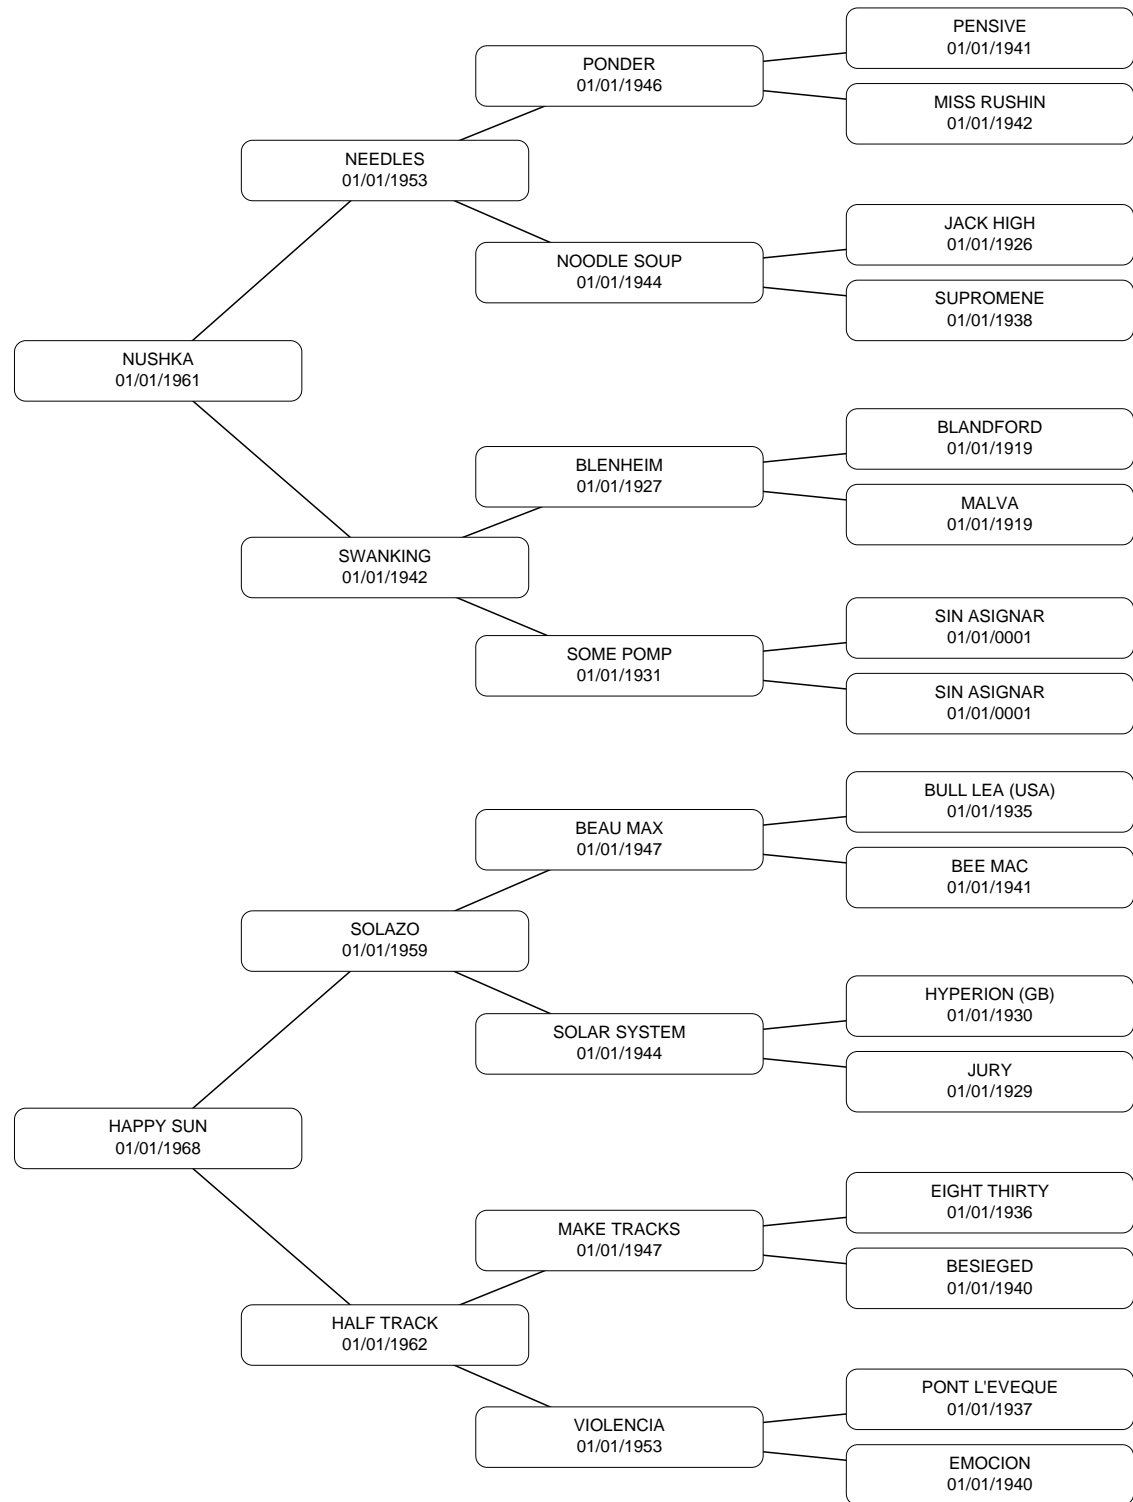 PENSIVE
01/01/1941
PONDER
01/01/1946
MISS RUSHIN
01/01/1942
NEEDLES
01/01/1953
JACK HIGH
01/01/1926
NOODLE SOUP
01/01/1944
SUPROMENE
01/01/1938
NUSHKA
01/01/1961
BLANDFORD
01/01/1919
BLENHEIM
01/01/1927
MALVA
01/01/1919
SWANKING
01/01/1942
SIN ASIGNAR
01/01/0001
SOME POMP
01/01/1931
SIN ASIGNAR
01/01/0001
BULL LEA (USA)
01/01/1935
BEAU MAX
01/01/1947
BEE MAC
01/01/1941
SOLAZO
01/01/1959
HYPERION (GB)
01/01/1930
SOLAR SYSTEM
01/01/1944
JURY
01/01/1929
HAPPY SUN
01/01/1968
EIGHT THIRTY
01/01/1936
MAKE TRACKS
01/01/1947
BESIEGED
01/01/1940
HALF TRACK
01/01/1962
PONT L'EVEQUE
01/01/1937
VIOLENCIA
01/01/1953
EMOCION
01/01/1940